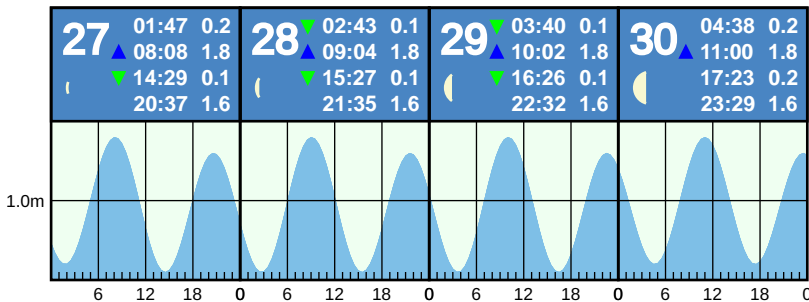 27 01:47 0.2 28 ▼ 02:43 0.1 29 ▼ 03:40 0.1 30 04:38 0.2
▲ 08:08 1.8 ▲ 09:04 1.8 ▲ 10:02 1.8 ▲ 11:00 1.8
▼ 14:29 0.1 ▼ 15:27 0.1 ▼ 16:26 0.1 17:23 0.2
20:37 1.6 21:35 1.6 22:32 1.6 23:29 1.6
1.0m
6 12 18 0 6 12 18 0 6 12 18 0 6 12 18 0